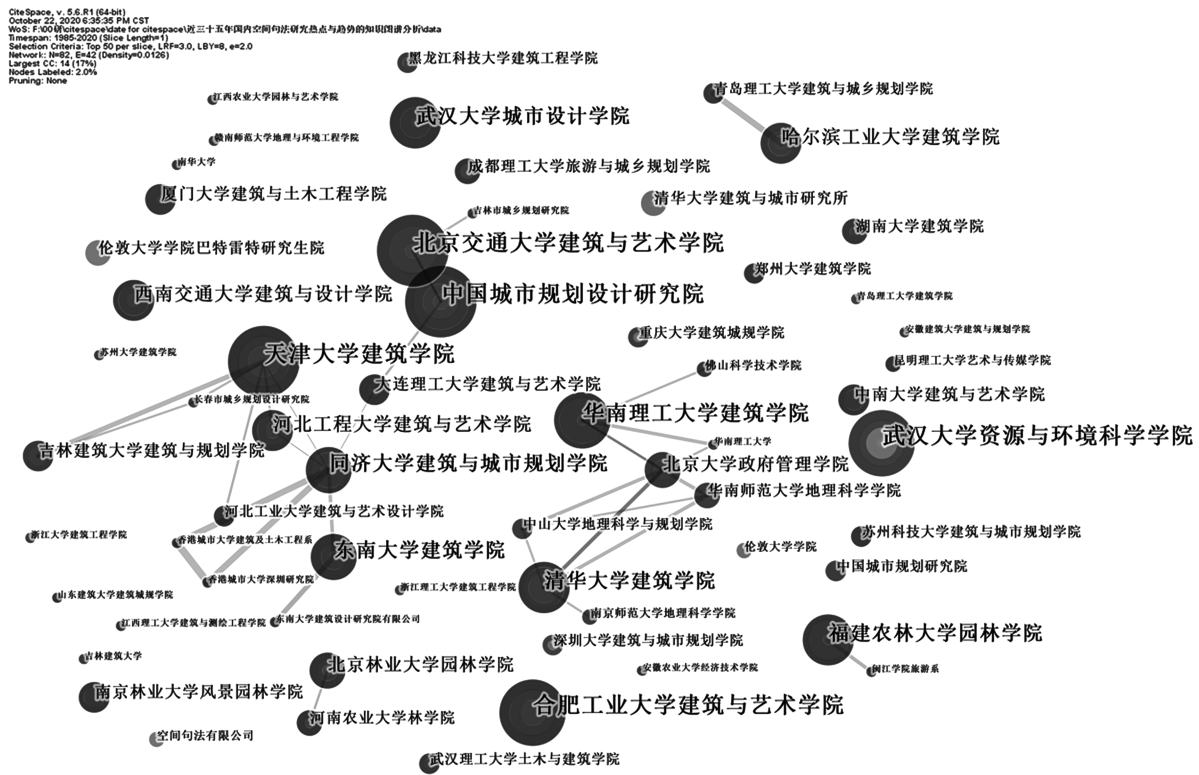 CiteSpace, v. 5.6.R1 (64-bit)
October 22, 2020 6:35:35 PM CST
WoS: F:\00研\citespace\date for citespace\近三十五年国内空间句法研究热点与趋势的知识图谱分析\data
Timespan: 1985-2020 (Slice Length=1)
Selection Criteria: Top 50 per slice, LRF=3.0, LBY=8, e=2.0
Network: N=82, E=42 (Density=0.0126)
Largest CC: 14 (17%)
Nodes Labeled: 2.0%
Pruning: None
黑龙江科技大学建筑工程学院
青岛理工大学建筑与城乡规划学院
江西农业大学园林与艺术学院
武汉大学城市设计学院
哈尔滨工业大学建筑学院
赣南师范大学地理与环境工程学院
南华大学
成都理工大学旅游与城乡规划学院
厦门大学建筑与土木工程学院
清华大学建筑与城市研究所
吉林市城乡规划研究院
湖南大学建筑学院
北京交通大学建筑与艺术学院
伦敦大学学院巴特雷特研究生院
郑州大学建筑学院
西南交通大学建筑与设计学院
中国城市规划设计研究院
青岛理工大学建筑学院
重庆大学建筑城规学院
安徽建筑大学建筑与规划学院
苏州大学建筑学院
天津大学建筑学院
昆明理工大学艺术与传媒学院
佛山科学技术学院
大连理工大学建筑与艺术学院
中南大学建筑与艺术学院
长春市城乡规划设计研究院
华南理工大学建筑学院
河北工程大学建筑与艺术学院
武汉大学资源与环境科学学院
华南理工大学
吉林建筑大学建筑与规划学院
同济大学建筑与城市规划学院
北京大学政府管理学院
华南师范大学地理科学学院
河北工业大学建筑与艺术设计学院
中山大学地理科学与规划学院
浙江大学建筑工程学院
香港城市大学建筑及土木工程系
苏州科技大学建筑与城市规划学院
东南大学建筑学院
伦敦大学学院
中国城市规划研究院
香港城市大学深圳研究院
清华大学建筑学院
浙江理工大学建筑工程学院
山东建筑大学建筑城规学院
南京师范大学地理科学学院
江西理工大学建筑与测绘工程学院
东南大学建筑设计研究院有限公司
福建农林大学园林学院
深圳大学建筑与城市规划学院
吉林建筑大学
北京林业大学园林学院
安徽农业大学经济技术学院
闽江学院旅游系
南京林业大学风景园林学院
合肥工业大学建筑与艺术学院
河南农业大学林学院
空间句法有限公司
武汉理工大学土木与建筑学院